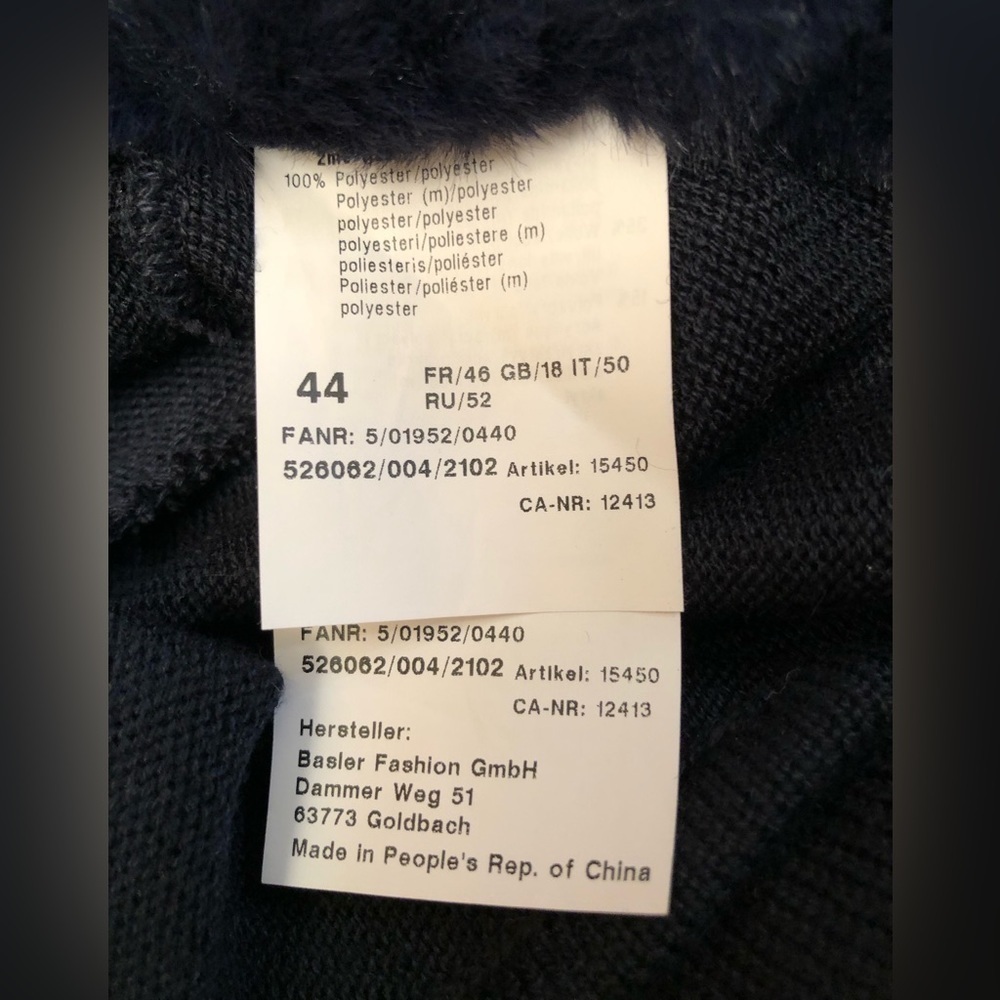 100% Polyester/polyester
Polyester (m)/polyester
polyester/polyester
polyesteri/poliestere (m)
poliesteris/poliéster
Poliester/poliéster (m)
polyester
44 FR/46 GB/18 IT/50
RU/52
FANR: 5/01952/0440
526062/004/2102 Artikel: 15450
CA-NR: 12413
FANR: 5/01952/0440
526062/004/2102 Artikel: 15450
CA-NR: 12413
Hersteller:
Basler Fashion GmbH
Dammer Weg 51
63773 Goldbach
Made in People's Rep. of China